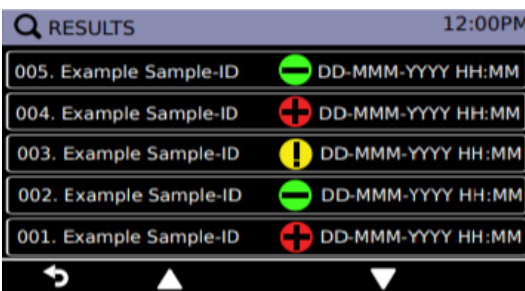 RESULTS 12:00PM
005. Example Sample-ID DD-MMM-YYYY HH:MM
004. Example Sample-ID DD-MMM-YYYY HH:MM
003. Example Sample-ID DD-MMM-YYYY HH:MM
002. Example Sample-ID DD-MMM-YYYY HH:MM
001. Example Sample-ID DD-MMM-YYYY HH:MM